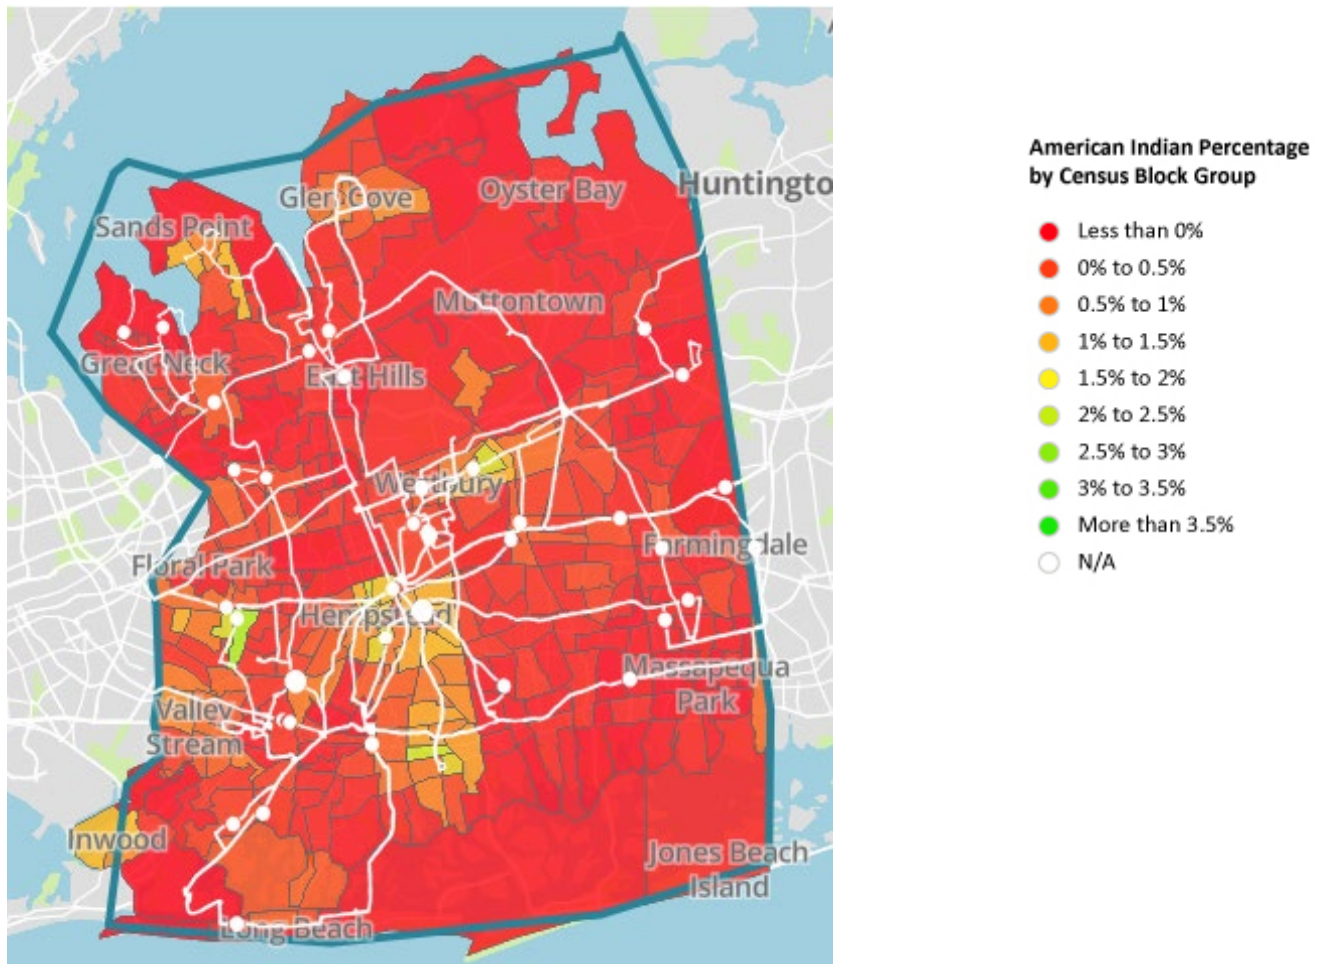 American Indian Percentage
by Census Block Group
Less than 0%
0% to 0.5%
0.5% to 1%
1% to 1.5%
1.5% to 2%
2% to 2.5%
2.5% to 3%
3% to 3.5%
More than 3.5%
N/A
Glen Cove
Oyster Bay
Huntingto
Sands Point
Muttontown
Great Neck
East Hills
Westbury
Farmingdale
Floral Park
Hempstead
Massapequa
Park
Valley
Stream
Inwood
Jones Beach
Island
Long Beach